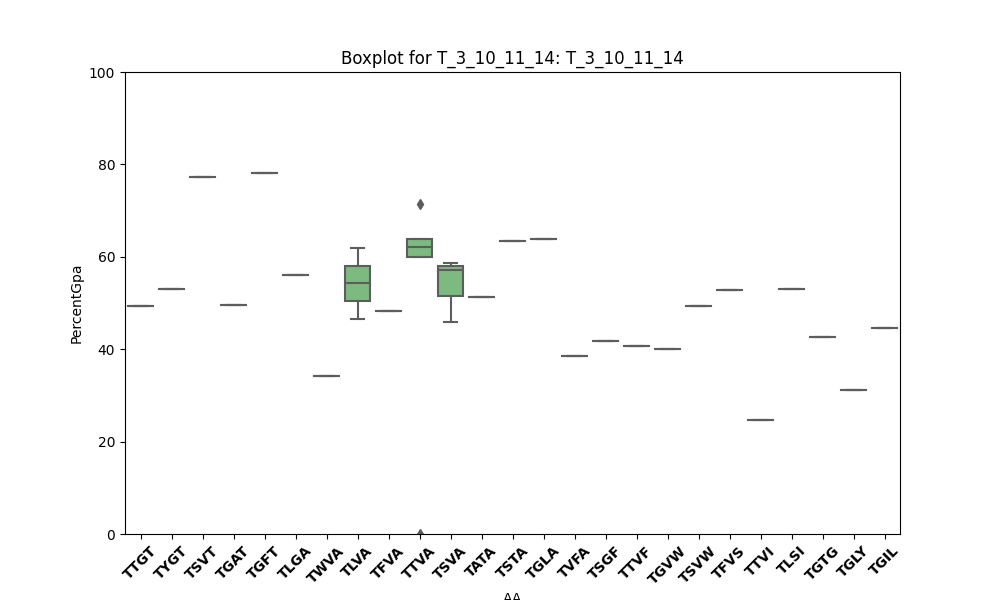 Boxplot for T_3_10_11_14: T_3_10_11_14
100
80
60
40
20
0
PercentGpa
TTGT
TYGT
TSVT
TGAT
TGFT
TLGA
TWVA
TLVA
TFVA
TTVA
TSVA
TATA
TSTA
TGLA
TVFA
TSGF
TTVF
TGVW
TSVW
TFVS
TTVI
TLSI
TGTG
TGLY
TGIL
AA